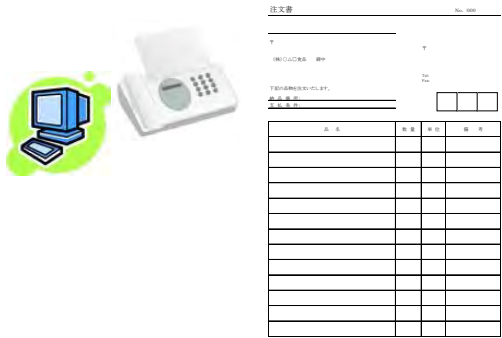 注文書 No. 000
〒
〒
(株)○△□食品 御中
Tel
Fax
下記の品物を注文いたします。
納品期限:
支払条件:
品名 数量 単位 備考